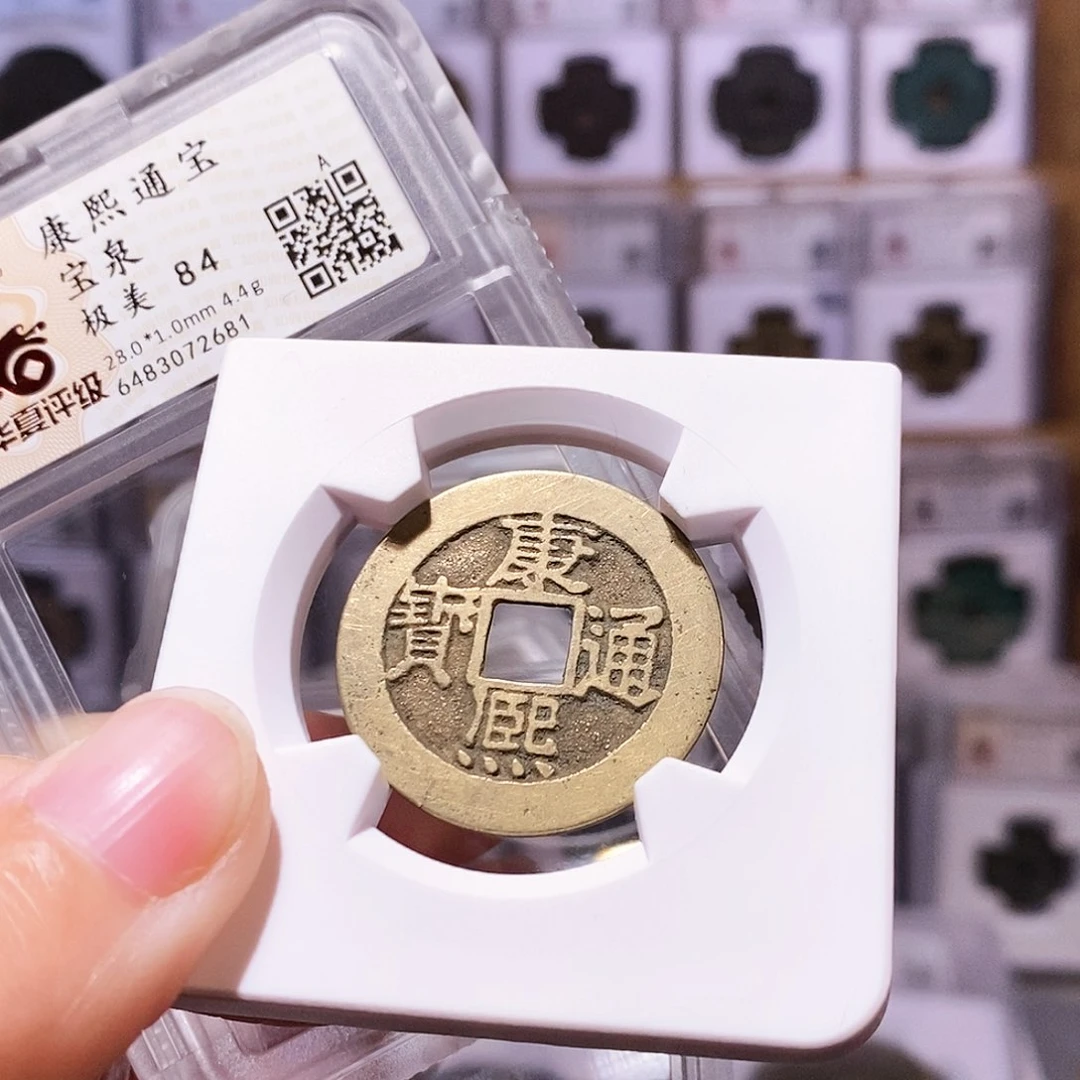 康熙通宝
宝泉
极美 84
28.0*1.0mm 4.4g
6483072681
华夏评级
A
康熙通寶